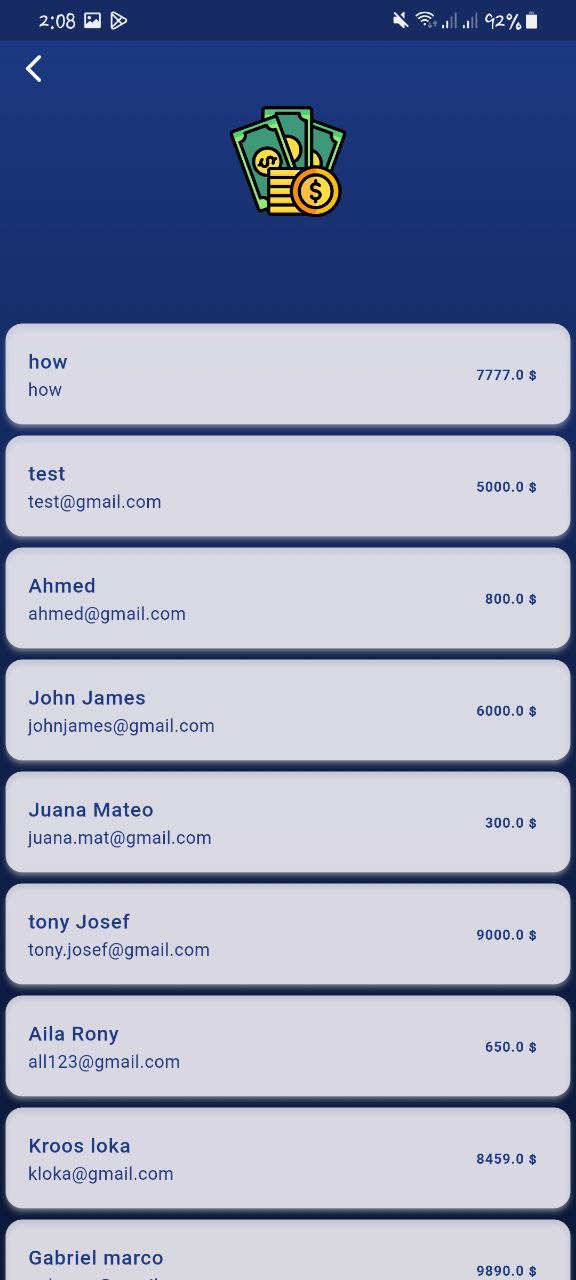 2:08
92%
$
how
how
7777.0 $
test
test@gmail.com
5000.0 $
Ahmed
ahmed@gmail.com
800.0 $
John James
johnjames@gmail.com
6000.0 $
Juana Mateo
juana.mat@gmail.com
300.0 $
tony Josef
tony.josef@gmail.com
9000.0 $
Aila Rony
all123@gmail.com
650.0 $
Kroos loka
kloka@gmail.com
8459.0 $
Gabriel marco
9890.0 $